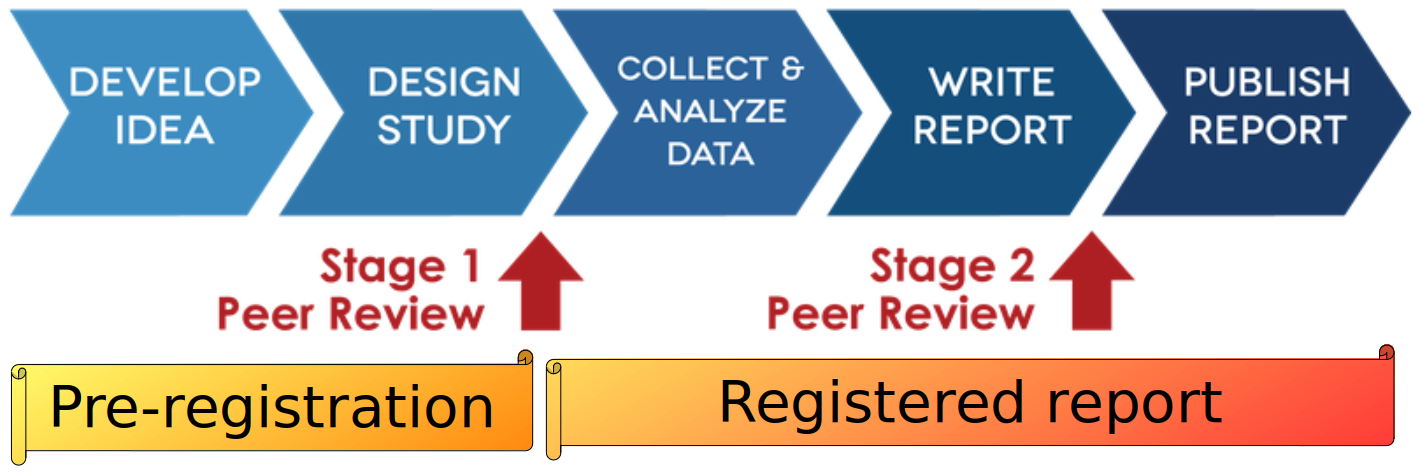 DEVELOP
IDEA
DESIGN
STUDY
COLLECT &
ANALYZE
DATA
WRITE
REPORT
PUBLISH
REPORT
Stage 1
Peer Review
Stage 2
Peer Review
Pre-registration
Registered report